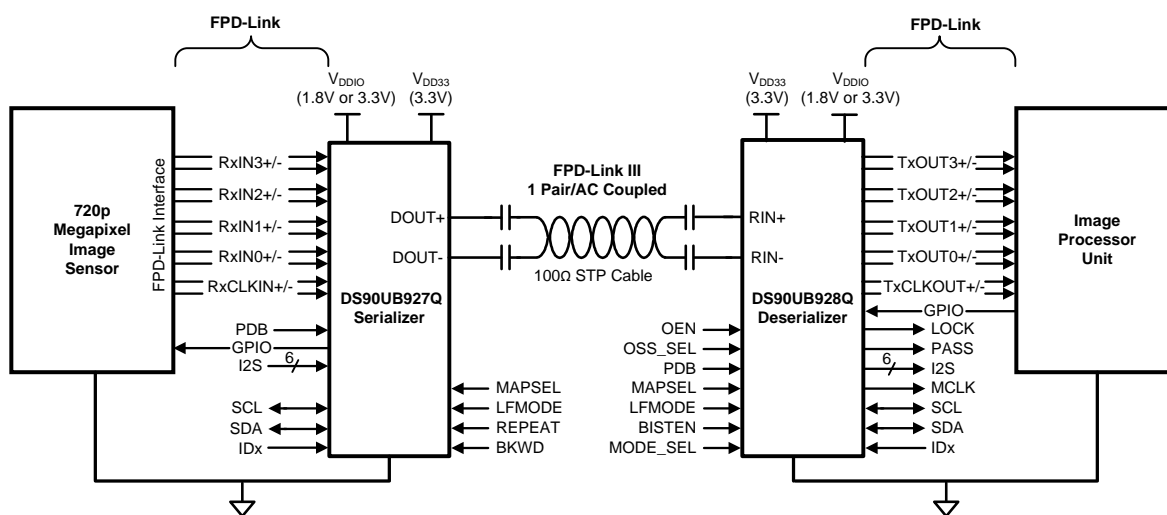 FPD-Link
FPD-Link
VDDIO
(1.8V or 3.3V)
VDD33
(3.3V)
VDD33
(3.3V)
VDDIO
(1.8V or 3.3V)
720p
Megapixel
Image
Sensor
FPD-Link Interface
RxIN3+/-
RxIN2+/-
RxIN1+/-
RxIN0+/-
RxCLKIN+/-
PDB
GPIO
I2S
6
SCL
SDA
IDx
DOUT+
DOUT-
DS90UB927Q
Serializer
MAPSEL
LFMODE
REPEAT
BKWD
FPD-Link III
1 Pair/AC Coupled
100Ω STP Cable
RIN+
RIN-
DS90UB928Q
Deserializer
OEN
OSS_SEL
PDB
MAPSEL
LFMODE
BISTEN
MODE_SEL
TxOUT3+/-
TxOUT2+/-
TxOUT1+/-
TxOUT0+/-
TxCLKOUT+/-
GPIO
LOCK
PASS
6
I2S
MCLK
SCL
SDA
IDx
Image
Processor
Unit